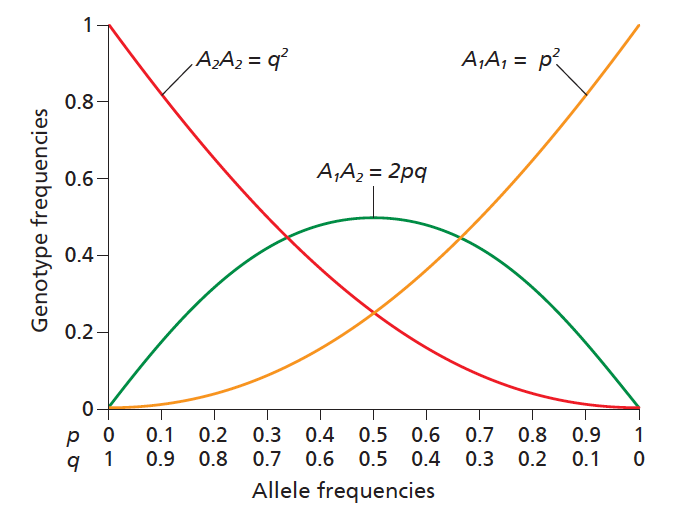 1
A₂A₂ = q²
A₁A₁ = p²
0.8
A₁A₂ = 2pq
0.6
0.4
0.2
0
Genotype frequencies
p 0 0.1 0.2 0.3 0.4 0.5 0.6 0.7 0.8 0.9 1
q 1 0.9 0.8 0.7 0.6 0.5 0.4 0.3 0.2 0.1 0
Allele frequencies